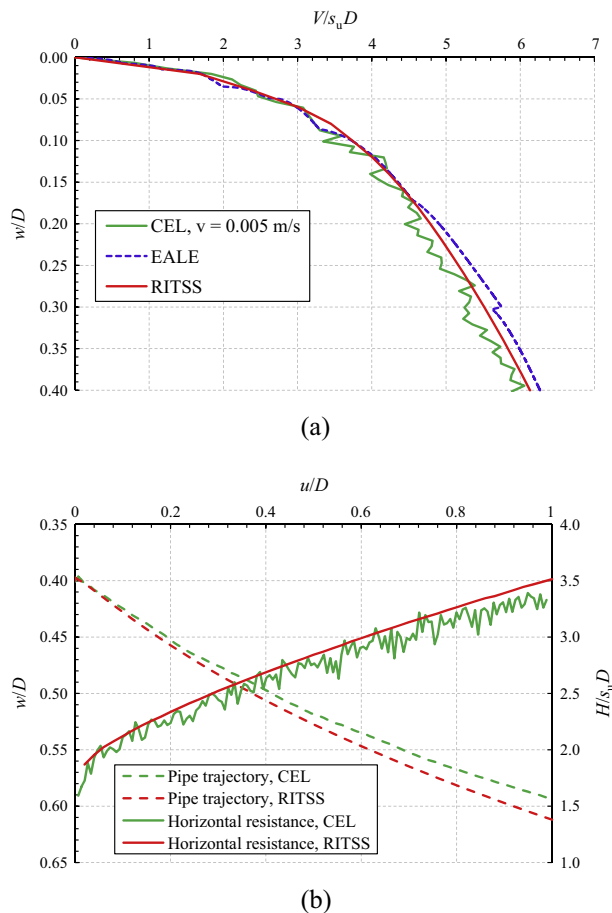 V/suD
0 1 2 3 4 5 6 7
0.00
0.05
0.10
0.15
0.20
0.25
0.30
0.35
0.40
w/D
CEL, v = 0.005 m/s
EALE
RITSS
(a)
u/D
0 0.2 0.4 0.6 0.8 1
0.35 4.0
0.40 3.5
0.45 3.0
0.50 2.5
0.55 2.0
0.60 1.5
0.65 1.0
w/D
H/suD
Pipe trajectory, CEL
Pipe trajectory, RITSS
Horizontal resistance, CEL
Horizontal resistance, RITSS
(b)